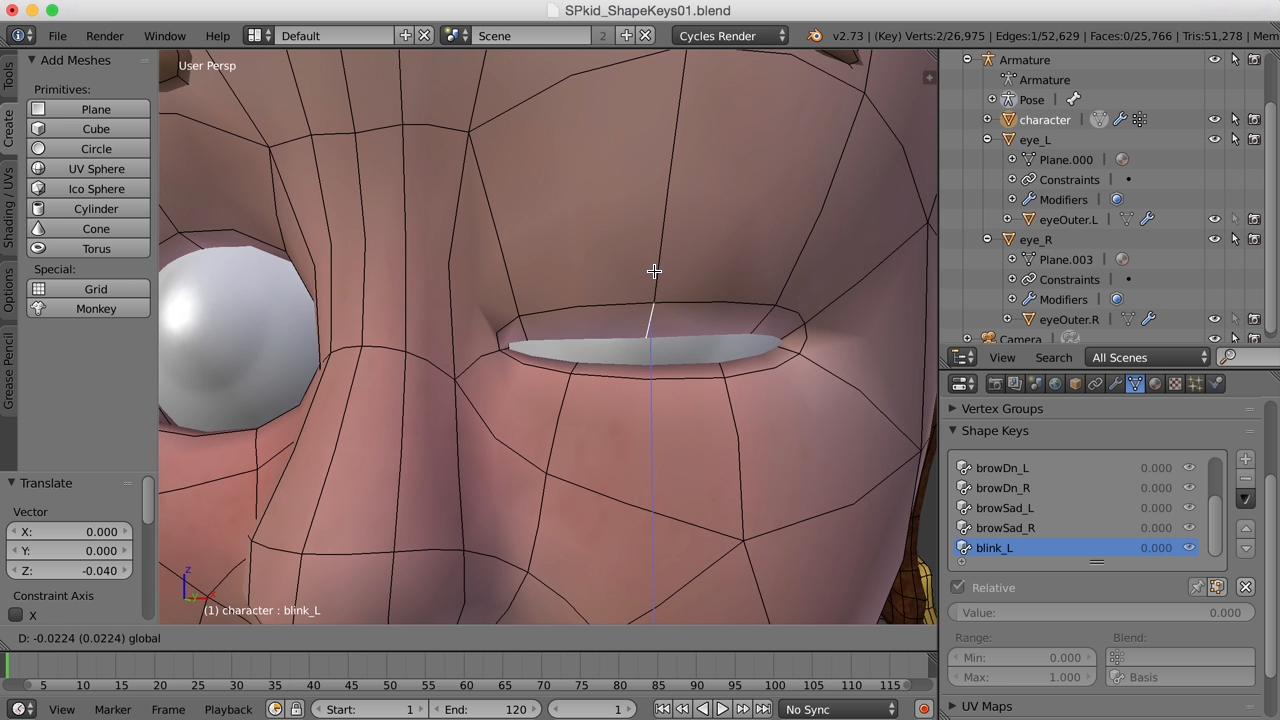 SPkid_ShapeKeys01.blend
File Render Window Help Default Scene 2 Cycles Render v2.73 | (Key) Verts:2/26,975 | Edges:1/52,629 | Faces:0/25,766 | Tris:51,278 | Mem
Tools
Create
Shading / UVs
Options
Grease Pencil
Add Meshes
Primitives:
Plane
Cube
Circle
UV Sphere
Ico Sphere
Cylinder
Cone
Torus
Special:
Grid
Monkey
Translate
Vector
X: 0.000
Y: 0.000
Z: -0.040
Constraint Axis
X
User Persp
z
(1) character : blink_L
D: -0.0224 (0.0224) global
5 10 15 20 25 30 35 40 45 50 55 60 65 70 75 80 85 90 95 100 105 110 115
View Marker Frame Playback Start: 1 End: 120 1 No Sync
Armature
Armature
Pose
character
eye_L
Plane.000
Constraints
Modifiers
eyeOuter.L
eye_R
Plane.003
Constraints
Modifiers
eyeOuter.R
Camera
View Search All Scenes
Vertex Groups
Shape Keys
browDn_L 0.000
browDn_R 0.000
browSad_L 0.000
browSad_R 0.000
blink_L 0.000
Relative
Value: 0.000
Range: Blend:
Min: 0.000
Max: 1.000 Basis
UV Maps